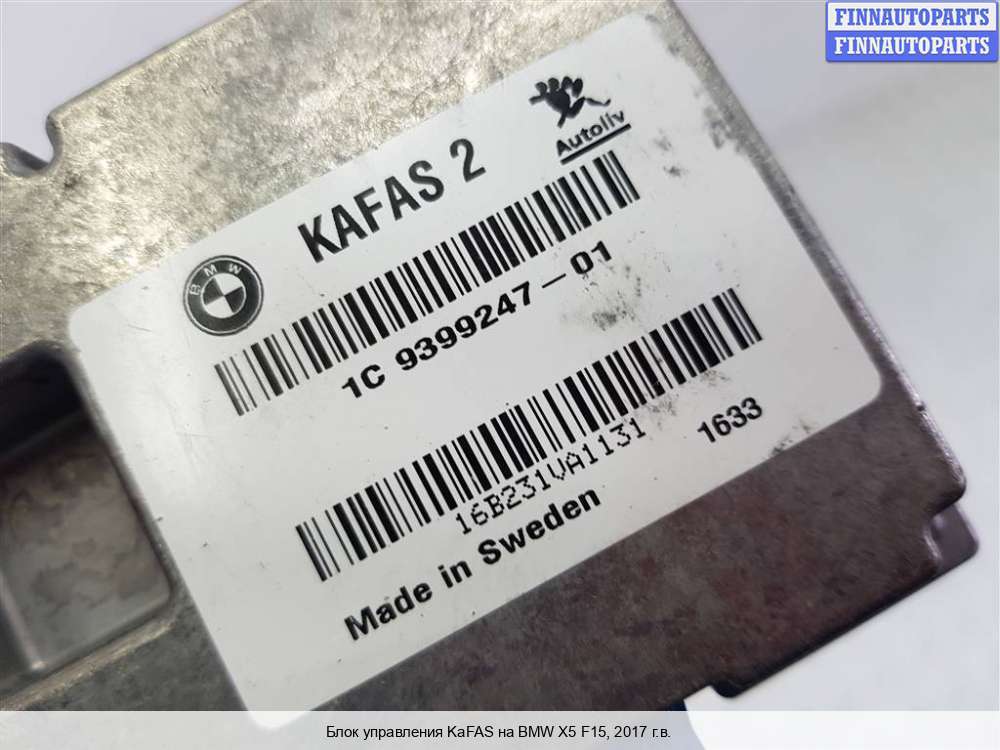 FINNAUTOPARTS
FINNAUTOPARTS
Autoliv
KAFAS 2
BMW
1C 9399247-01
16B231VA1131
1633
Made in Sweden
Блок управления KaFAS на BMW X5 F15, 2017 г.в.